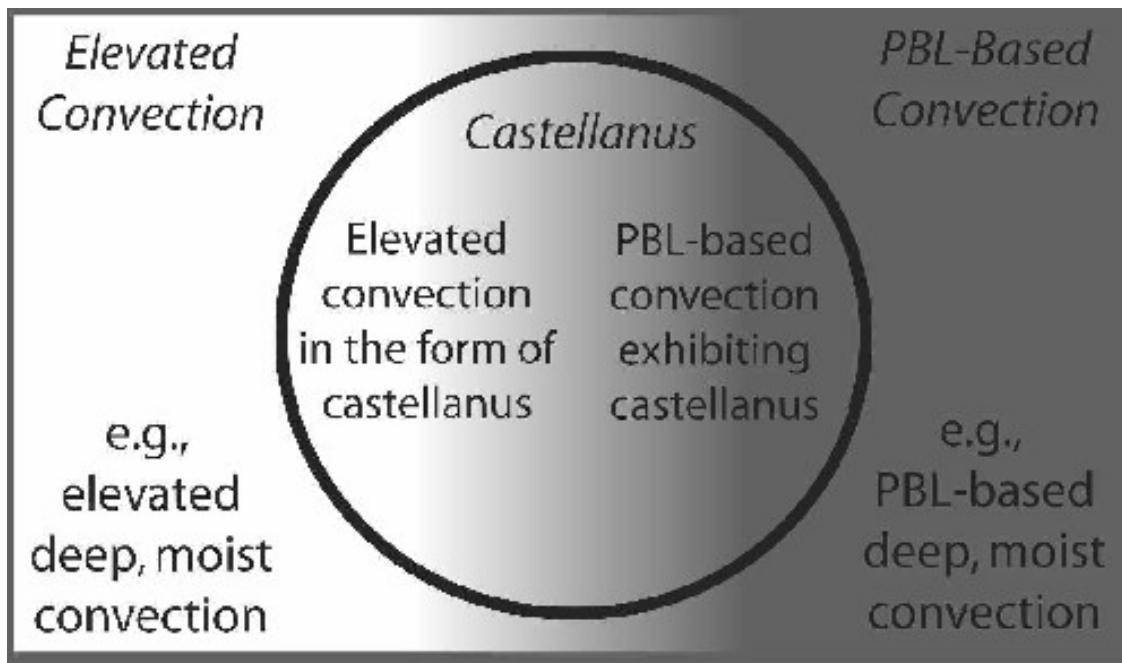 Elevated
Convection
PBL-Based
Convection
Castellanus
Elevated
convection
in the form of
castellanus
PBL-based
convection
exhibiting
castellanus
e.g.,
elevated
deep, moist
convection
e.g.,
PBL-based
deep, moist
convection